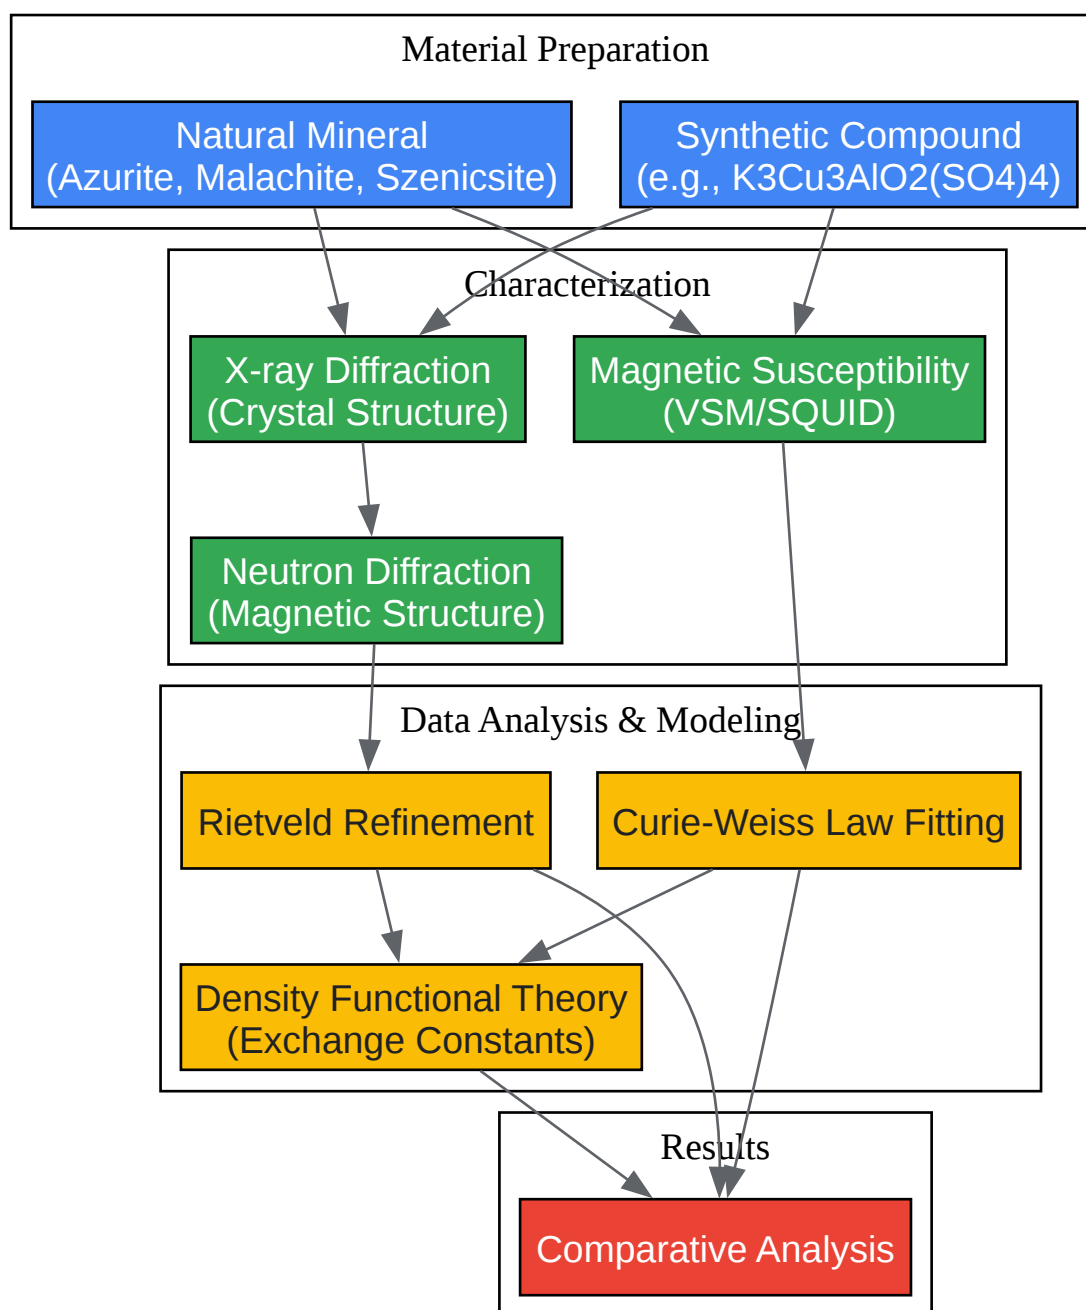 Material Preparation
Natural Mineral
(Azurite, Malachite, Szenicsite)
Synthetic Compound
(e.g., K3Cu3AlO2(SO4)4)
Characterization
X-ray Diffraction
(Crystal Structure)
Magnetic Susceptibility
(VSM/SQUID)
Neutron Diffraction
(Magnetic Structure)
Data Analysis & Modeling
Rietveld Refinement
Curie-Weiss Law Fitting
Density Functional Theory
(Exchange Constants)
Results
Comparative Analysis